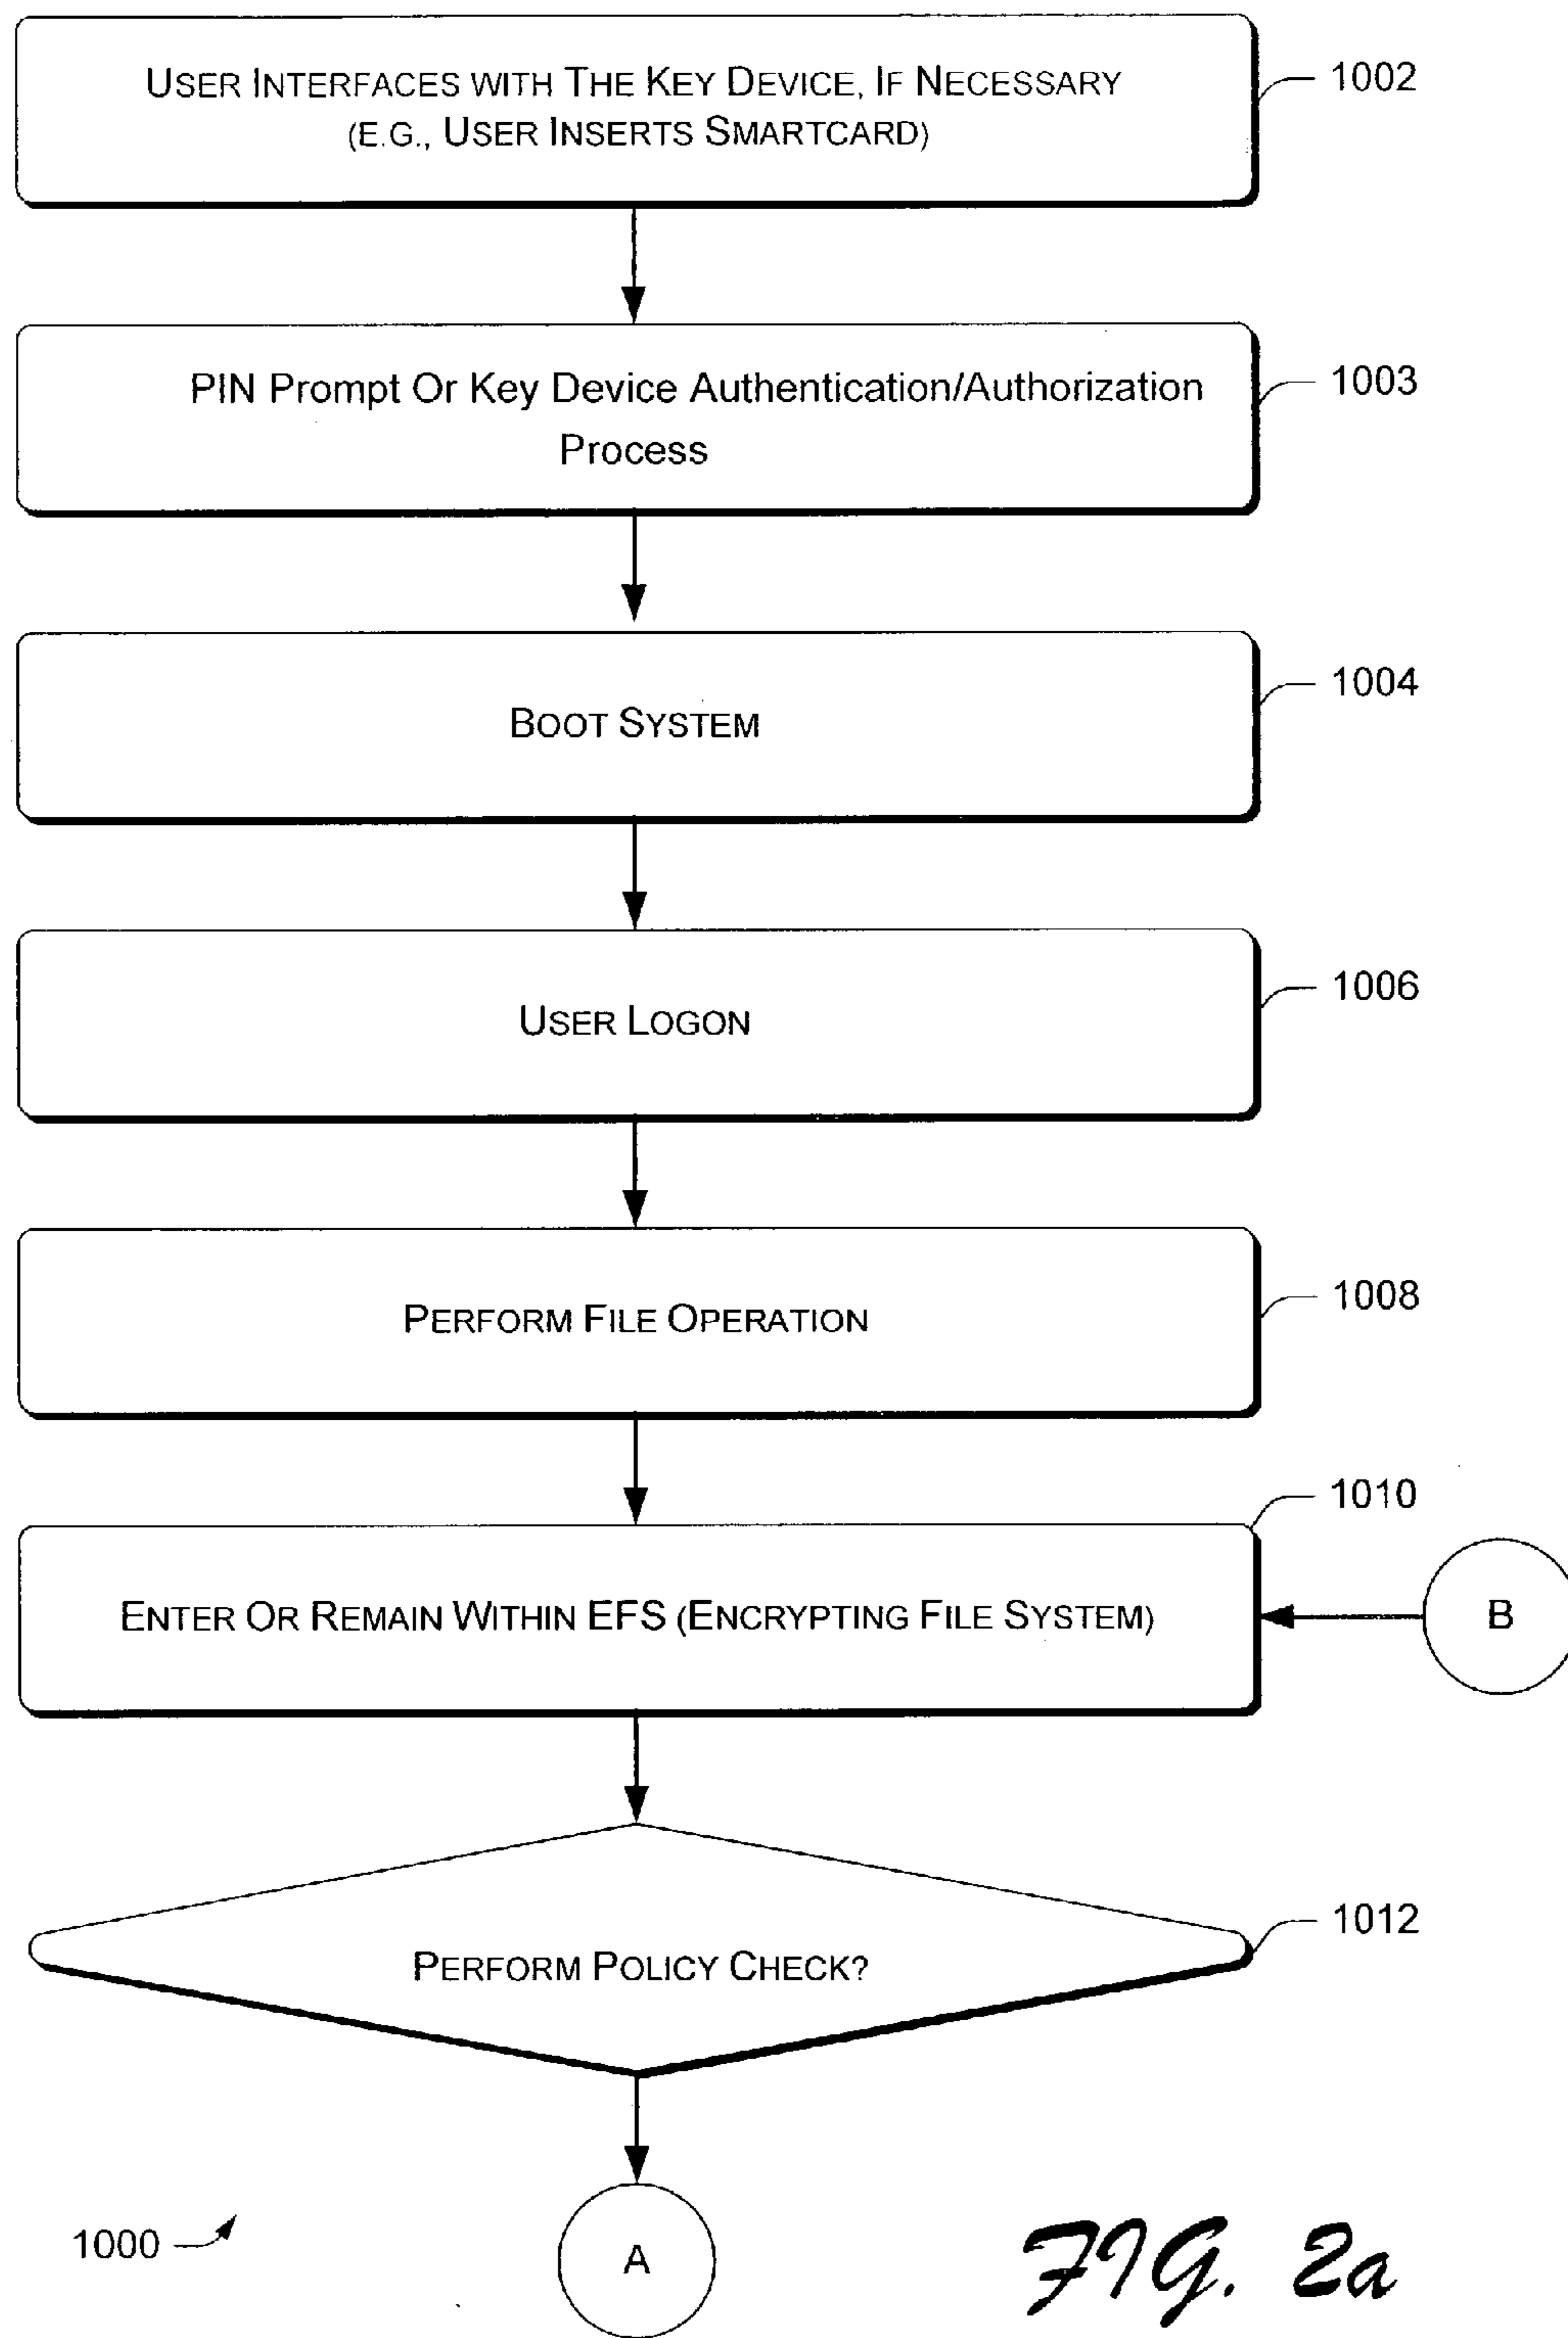 USER INTERFACES WITH THE KEY DEVICE, IF NECESSARY
(E.G., USER INSERTS SMARTCARD)
1002
PIN Prompt Or Key Device Authentication/Authorization
Process
1003
BOOT SYSTEM
1004
USER LOGON
1006
PERFORM FILE OPERATION
1008
1010
ENTER OR REMAIN WITHIN EFS (ENCRYPTING FILE SYSTEM)
B
PERFORM POLICY CHECK?
1012
1000
A
FIG. 2a